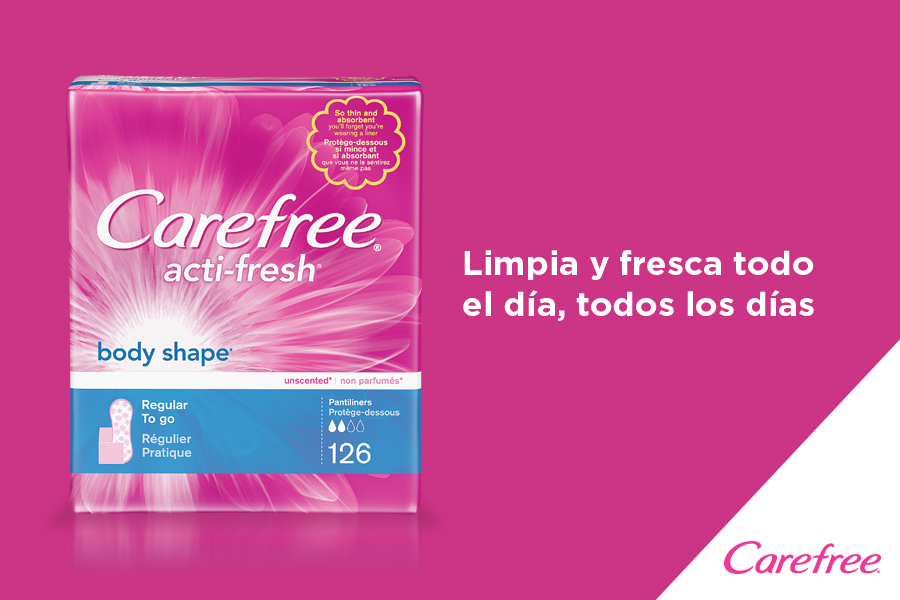 So thin and
absorbent
you'll forget you're
wearing a liner
Protège-dessous
si mince et
si absorbant
que vous ne le sentirez
même pas
Carefree®
acti-fresh®
body shape*
unscented* | non parfumés*
Regular
To go
Régulier
Pratique
Pantiliners
Protège-dessous
126
Limpia y fresca todo
el día, todos los días
Carefree®